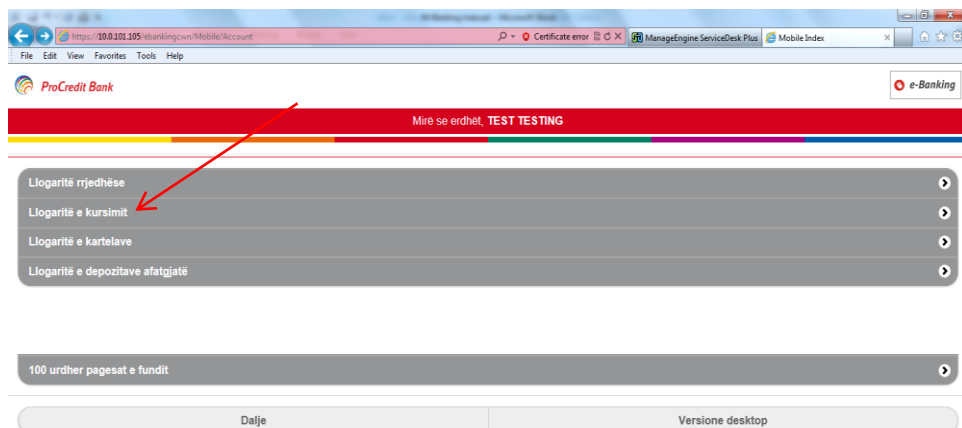 https://10.0.101.105/ebankingcwn/Mobile/Account
Certificate error
ManageEngine ServiceDesk Plus
Mobile Index
File Edit View Favorites Tools Help
ProCredit Bank
e-Banking
Mirë se erdhët, TEST TESTING
Llogaritë rrjedhëse
Llogaritë e kursimit
Llogaritë e kartelave
Llogaritë e depozitave afatgjatë
100 urdher pagesat e fundit
Dalje
Versione desktop